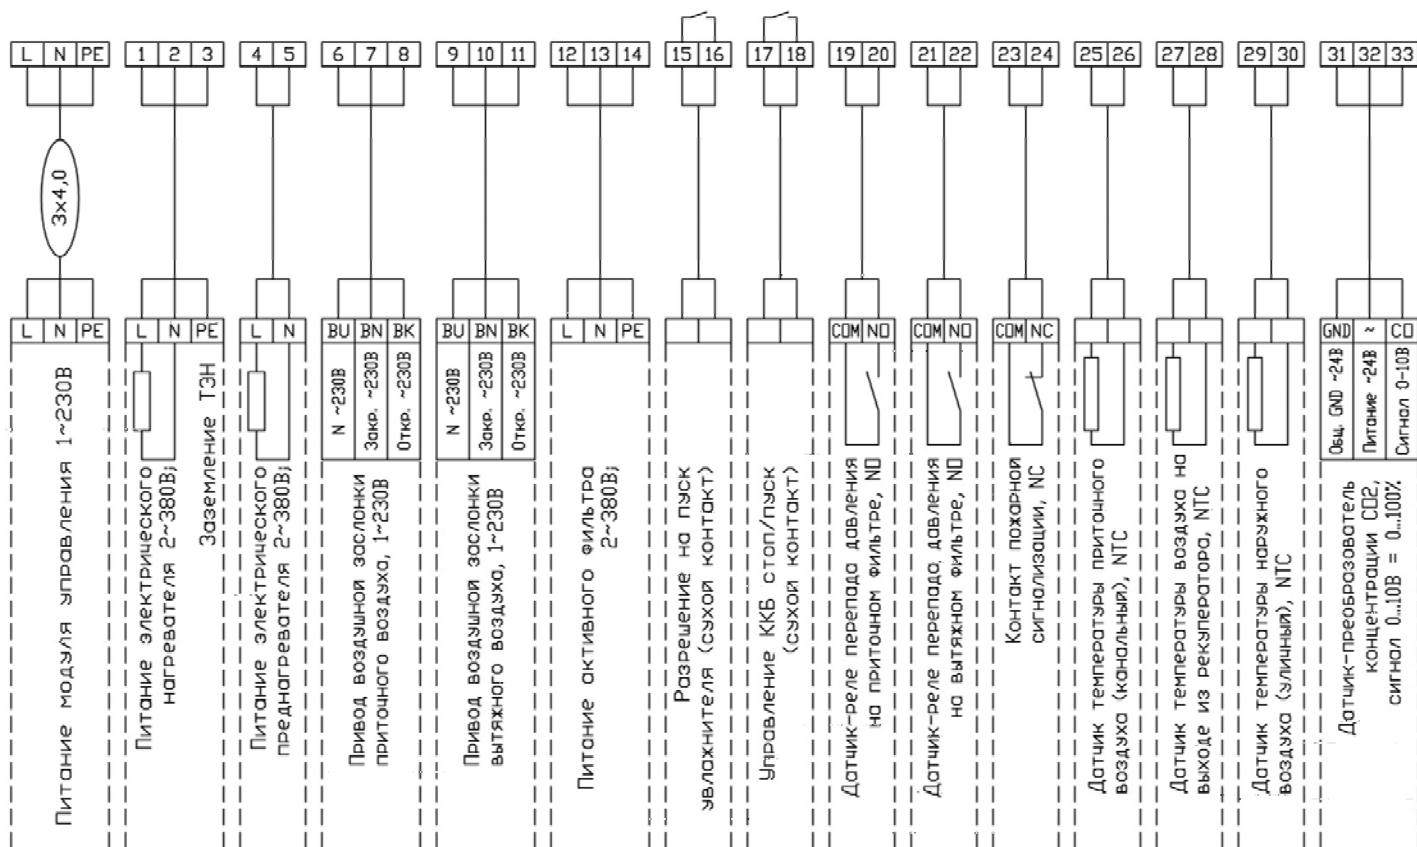 L N PE 1 2 3 4 5 6 7 8 9 10 11 12 13 14 15 16 17 18 19 20 21 22 23 24 25 26 27 28 29 30 31 32 33
3х4,0
L N PE L N PE L N BU BN BK BU BN BK L N PE COM NO COM NO COM NC GND ~ CO
Питание модуля управления 1~230В
Питание электрического
нагревателя 2~380В;
Заземление ТЭН
Питание электрического
преднагревателя 2~380В;
N ~230В
Закр. ~230В
Откр. ~230В
Привод воздушной заслонки
приточного воздуха, 1~230В
N ~230В
Закр. ~230В
Откр. ~230В
Привод воздушной заслонки
вытяжного воздуха, 1~230В
Питание активного фильтра
2~380В;
Разрешение на пуск
увлажнителя (сухой контакт)
Управление ККБ стоп/пуск
(сухой контакт)
Датчик-реле перепада давления
на приточном фильтре, NO
Датчик-реле перепада давления
на вытяжном фильтре, NO
Контакт пожарной
сигнализации, NC
Датчик температуры приточного
воздуха (канальный), NTC
Датчик температуры воздуха на
выходе из рекуператора, NTC
Датчик температуры наружного
воздуха (уличный), NTC
Общ. GND ~24В
Питание ~24В
Сигнал 0-10В
Датчик-преобразователь
концентрации CO2,
сигнал 0...10В = 0...100%